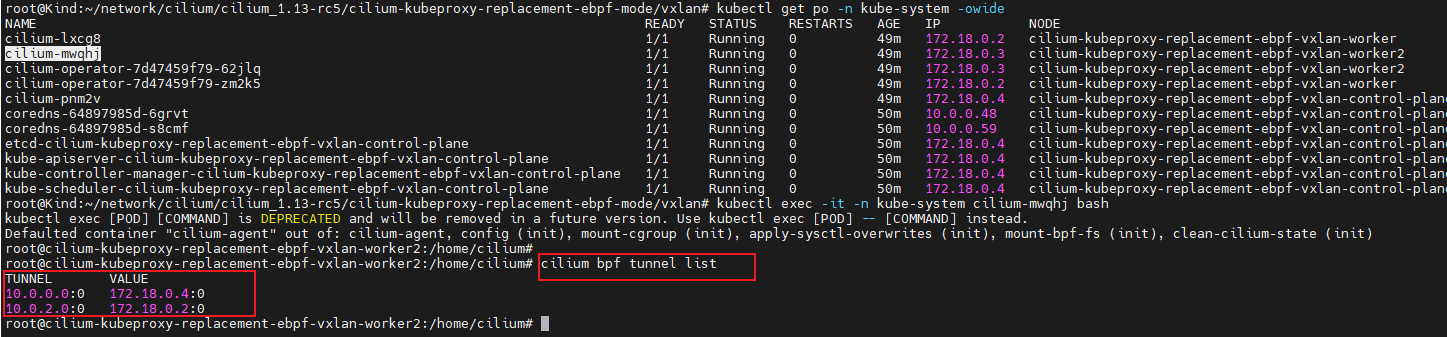 root@Kind:~/network/cilium/cilium_1.13-rc5/cilium-kubeproxy-replacement-ebpf-mode/vxlan# kubectl get po -n kube-system -owide
NAME READY STATUS RESTARTS AGE IP NODE
cilium-lxcg8 1/1 Running 0 49m 172.18.0.2 cilium-kubeproxy-replacement-ebpf-vxlan-worker
cilium-mwqhj 1/1 Running 0 49m 172.18.0.3 cilium-kubeproxy-replacement-ebpf-vxlan-worker2
cilium-operator-7d47459f79-62jlq 1/1 Running 0 49m 172.18.0.3 cilium-kubeproxy-replacement-ebpf-vxlan-worker2
cilium-operator-7d47459f79-zm2k5 1/1 Running 0 49m 172.18.0.2 cilium-kubeproxy-replacement-ebpf-vxlan-worker
cilium-pnm2v 1/1 Running 0 49m 172.18.0.4 cilium-kubeproxy-replacement-ebpf-vxlan-control-plane
coredns-64897985d-6grvt 1/1 Running 0 50m 10.0.0.48 cilium-kubeproxy-replacement-ebpf-vxlan-control-plane
coredns-64897985d-s8cmf 1/1 Running 0 50m 10.0.0.59 cilium-kubeproxy-replacement-ebpf-vxlan-control-plane
etcd-cilium-kubeproxy-replacement-ebpf-vxlan-control-plane 1/1 Running 0 50m 172.18.0.4 cilium-kubeproxy-replacement-ebpf-vxlan-control-plane
kube-apiserver-cilium-kubeproxy-replacement-ebpf-vxlan-control-plane 1/1 Running 0 50m 172.18.0.4 cilium-kubeproxy-replacement-ebpf-vxlan-control-plane
kube-controller-manager-cilium-kubeproxy-replacement-ebpf-vxlan-control-plane 1/1 Running 0 50m 172.18.0.4 cilium-kubeproxy-replacement-ebpf-vxlan-control-plane
kube-scheduler-cilium-kubeproxy-replacement-ebpf-vxlan-control-plane 1/1 Running 0 50m 172.18.0.4 cilium-kubeproxy-replacement-ebpf-vxlan-control-plane
root@Kind:~/network/cilium/cilium_1.13-rc5/cilium-kubeproxy-replacement-ebpf-mode/vxlan# kubectl exec -it -n kube-system cilium-mwqhj bash
kubectl exec [POD] [COMMAND] is DEPRECATED and will be removed in a future version. Use kubectl exec [POD] -- [COMMAND] instead.
Defaulted container "cilium-agent" out of: cilium-agent, config (init), mount-cgroup (init), apply-sysctl-overwrites (init), mount-bpf-fs (init), clean-cilium-state (init)
root@cilium-kubeproxy-replacement-ebpf-vxlan-worker2:/home/cilium#
root@cilium-kubeproxy-replacement-ebpf-vxlan-worker2:/home/cilium# cilium bpf tunnel list
TUNNEL VALUE
10.0.0.0:0 172.18.0.4:0
10.0.2.0:0 172.18.0.2:0
root@cilium-kubeproxy-replacement-ebpf-vxlan-worker2:/home/cilium#